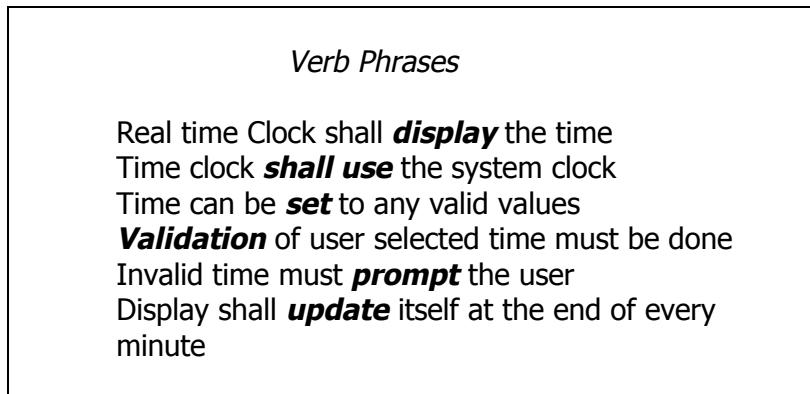 Verb Phrases
Real time Clock shall display the time
Time clock shall use the system clock
Time can be set to any valid values
Validation of user selected time must be done
Invalid time must prompt the user
Display shall update itself at the end of every
minute